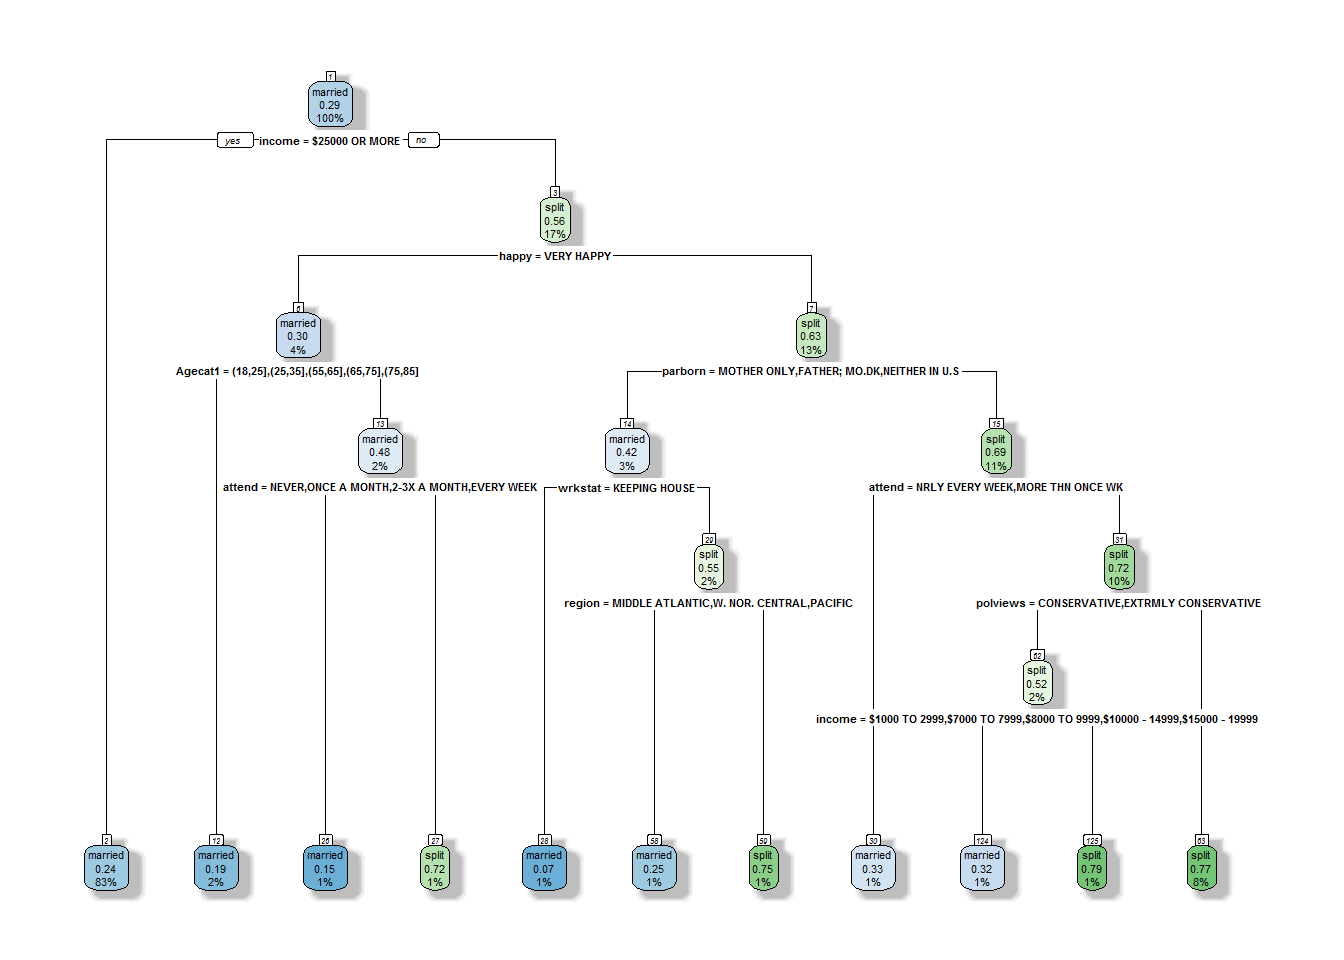 1
married
0.29
100%
yes income = $25000 OR MORE no
3
split
0.56
17%
happy = VERY HAPPY
6
married
0.30
4%
7
split
0.63
13%
Agecat1 = (18,25],(25,35],(55,65],(65,75],(75,85]
parborn = MOTHER ONLY,FATHER; MO.DK,NEITHER IN U.S
13
married
0.48
2%
14
married
0.42
3%
15
split
0.69
11%
attend = NEVER,ONCE A MONTH,2-3X A MONTH,EVERY WEEK
wrkstat = KEEPING HOUSE
attend = NRLY EVERY WEEK,MORE THN ONCE WK
29
split
0.55
2%
31
split
0.72
10%
region = MIDDLE ATLANTIC,W. NOR. CENTRAL,PACIFIC
polviews = CONSERVATIVE,EXTRMLY CONSERVATIVE
62
split
0.52
2%
income = $1000 TO 2999,$7000 TO 7999,$8000 TO 9999,$10000 - 14999,$15000 - 19999
2
married
0.24
83%
12
married
0.19
2%
26
married
0.15
1%
27
split
0.72
1%
28
married
0.07
1%
58
married
0.25
1%
59
split
0.75
1%
30
married
0.33
1%
124
married
0.32
1%
125
split
0.79
1%
63
split
0.77
8%